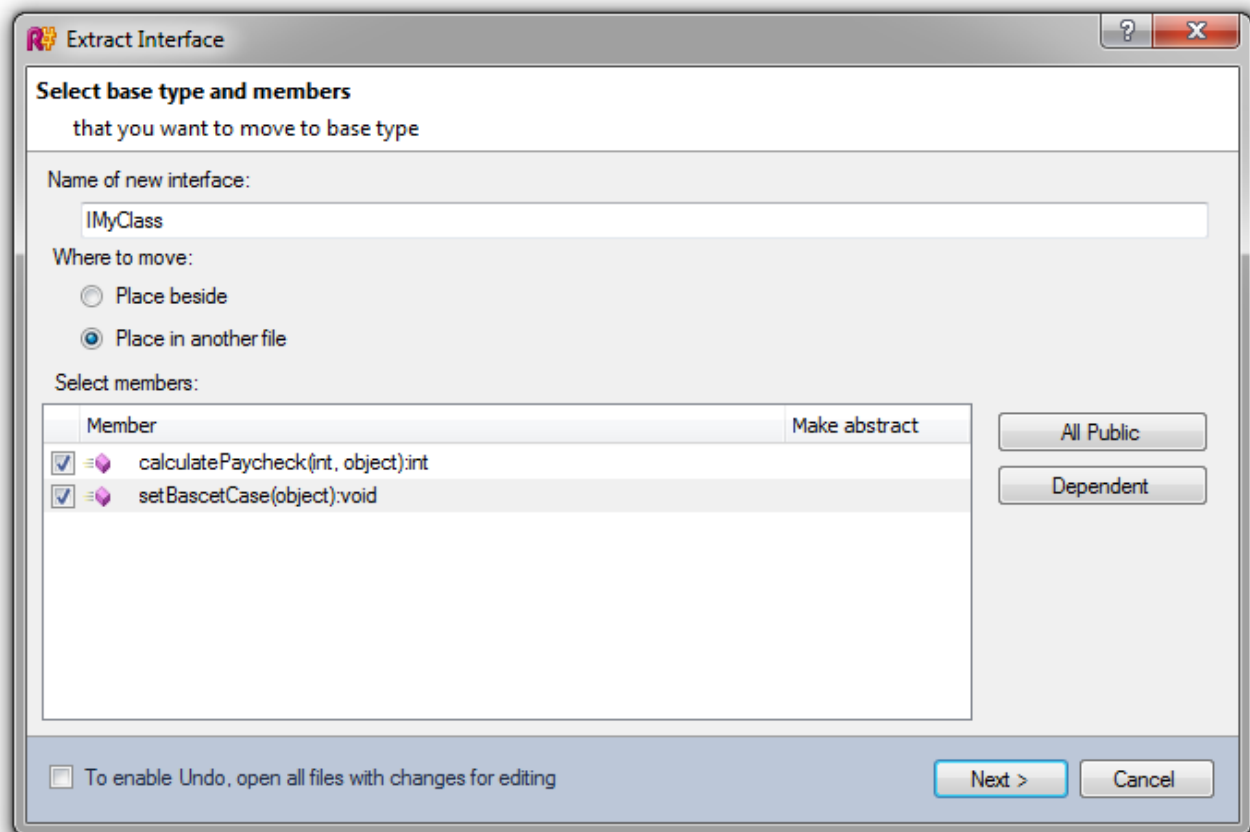 R# Extract Interface
?
X
Select base type and members
that you want to move to base type
Name of new interface:
IMyClass
Where to move:
Place beside
Place in another file
Select members:
Member Make abstract
All Public
calculatePaycheck(int, object):int
setBascetCase(object):void
Dependent
To enable Undo, open all files with changes for editing
Next > Cancel